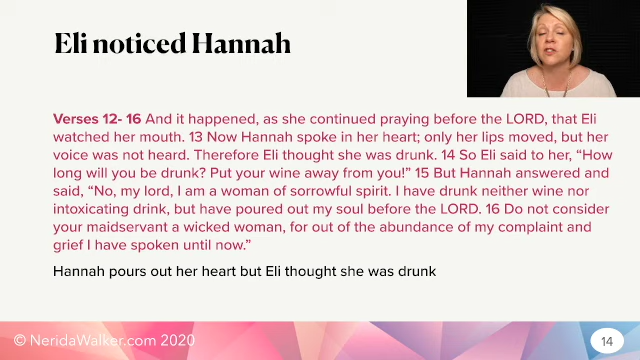 Eli noticed Hannah
Verses 12- 16 And it happened, as she continued praying before the LORD, that Eli
watched her mouth. 13 Now Hannah spoke in her heart; only her lips moved, but her
voice was not heard. Therefore Eli thought she was drunk. 14 So Eli said to her, “How
long will you be drunk? Put your wine away from you!” 15 But Hannah answered and
said, “No, my lord, I am a woman of sorrowful spirit. I have drunk neither wine nor
intoxicating drink, but have poured out my soul before the LORD. 16 Do not consider
your maidservant a wicked woman, for out of the abundance of my complaint and
grief I have spoken until now.”
Hannah pours out her heart but Eli thought she was drunk
© NeridaWalker.com 2020
14